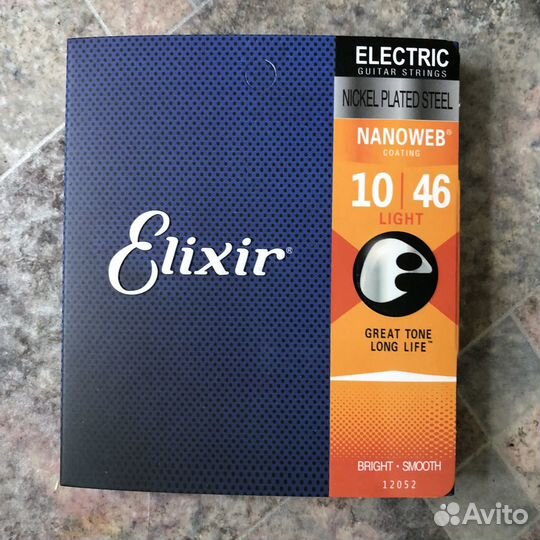 Elixir®
ELECTRIC
GUITAR STRINGS
NICKEL PLATED STEEL
NANOWEB®
COATING
10 | 46
LIGHT
GREAT TONE
LONG LIFE™
BRIGHT • SMOOTH
12052
Avito